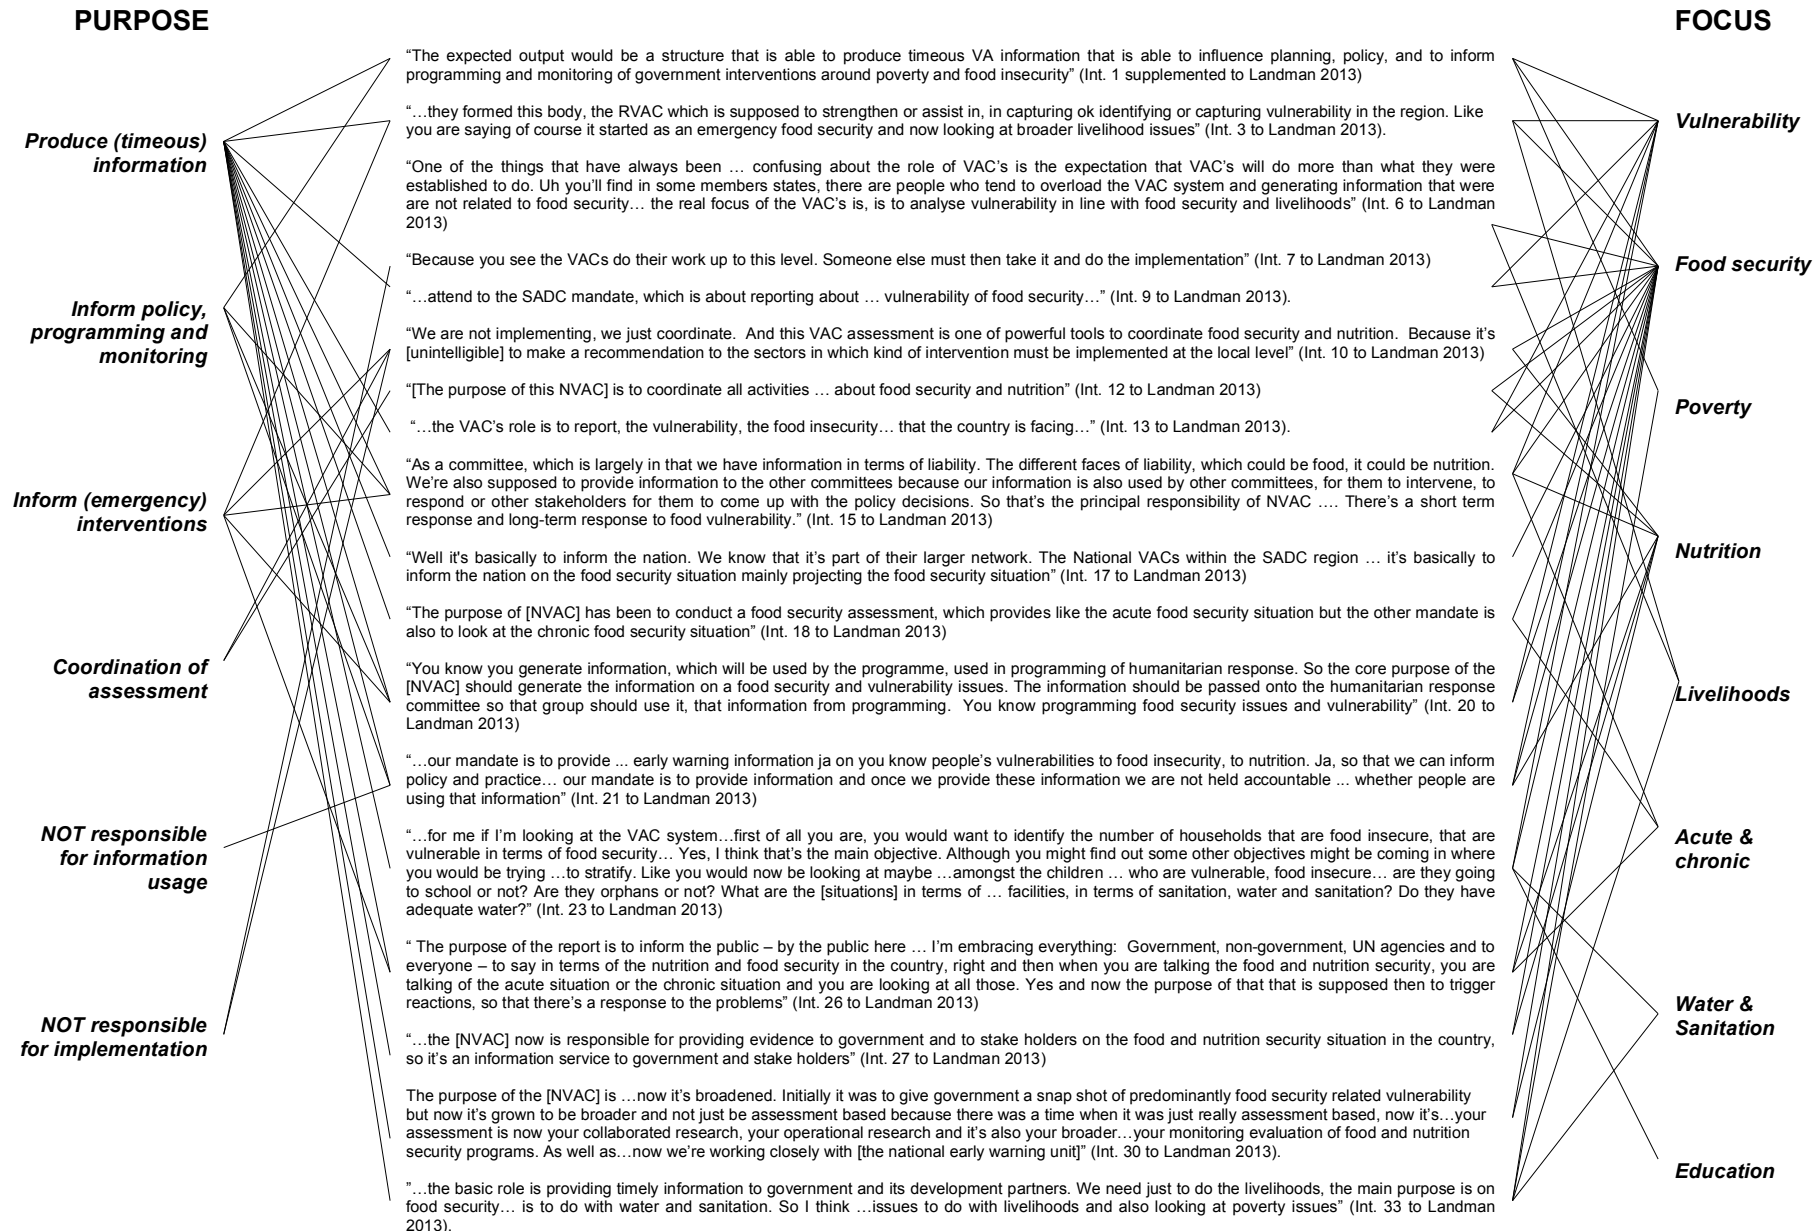 PURPOSE
FOCUS
Produce (timeous)
information
Inform policy,
programming and
monitoring
Inform (emergency)
interventions
Coordination of
assessment
NOT responsible
for information
usage
NOT responsible
for implementation
“The expected output would be a structure that is able to produce timeous VA information that is able to influence planning, policy, and to inform
programming and monitoring of government interventions around poverty and food insecurity” (Int. 1 supplemented to Landman 2013)
“…they formed this body, the RVAC which is supposed to strengthen or assist in, in capturing ok identifying or capturing vulnerability in the region. Like
you are saying of course it started as an emergency food security and now looking at broader livelihood issues” (Int. 3 to Landman 2013).
“One of the things that have always been … confusing about the role of VAC’s is the expectation that VAC’s will do more than what they were
established to do. Uh you’ll find in some members states, there are people who tend to overload the VAC system and generating information that were
are not related to food security… the real focus of the VAC’s is, is to analyse vulnerability in line with food security and livelihoods” (Int. 6 to Landman
2013)
“Because you see the VACs do their work up to this level. Someone else must then take it and do the implementation” (Int. 7 to Landman 2013)
“…attend to the SADC mandate, which is about reporting about … vulnerability of food security…” (Int. 9 to Landman 2013).
“We are not implementing, we just coordinate.  And this VAC assessment is one of powerful tools to coordinate food security and nutrition.  Because it’s
[unintelligible] to make a recommendation to the sectors in which kind of intervention must be implemented at the local level” (Int. 10 to Landman 2013)
“[The purpose of this NVAC] is to coordinate all activities … about food security and nutrition” (Int. 12 to Landman 2013)
“…the VAC’s role is to report, the vulnerability, the food insecurity… that the country is facing…” (Int. 13 to Landman 2013).
“As a committee, which is largely in that we have information in terms of liability. The different faces of liability, which could be food, it could be nutrition.
We’re also supposed to provide information to the other committees because our information is also used by other committees, for them to intervene, to
respond or other stakeholders for them to come up with the policy decisions. So that’s the principal responsibility of NVAC …. There’s a short term
response and long-term response to food vulnerability.” (Int. 15 to Landman 2013)
“Well it's basically to inform the nation. We know that it’s part of their larger network. The National VACs within the SADC region … it’s basically to
inform the nation on the food security situation mainly projecting the food security situation” (Int. 17 to Landman 2013)
“The purpose of [NVAC] has been to conduct a food security assessment, which provides like the acute food security situation but the other mandate is
also to look at the chronic food security situation” (Int. 18 to Landman 2013)
“You know you generate information, which will be used by the programme, used in programming of humanitarian response. So the core purpose of the
[NVAC] should generate the information on a food security and vulnerability issues. The information should be passed onto the humanitarian response
committee so that group should use it, that information from programming.  You know programming food security issues and vulnerability” (Int. 20 to
Landman 2013)
“…our mandate is to provide ... early warning information ja on you know people’s vulnerabilities to food insecurity, to nutrition. Ja, so that we can inform
policy and practice… our mandate is to provide information and once we provide these information we are not held accountable ... whether people are
using that information” (Int. 21 to Landman 2013)
“…for me if I’m looking at the VAC system…first of all you are, you would want to identify the number of households that are food insecure, that are
vulnerable in terms of food security… Yes, I think that’s the main objective. Although you might find out some other objectives might be coming in where
you would be trying …to stratify. Like you would now be looking at maybe …amongst the children … who are vulnerable, food insecure… are they going
to school or not? Are they orphans or not? What are the [situations] in terms of … facilities, in terms of sanitation, water and sanitation? Do they have
adequate water?” (Int. 23 to Landman 2013)
“ The purpose of the report is to inform the public – by the public here … I’m embracing everything:  Government, non-government, UN agencies and to
everyone – to say in terms of the nutrition and food security in the country, right and then when you are talking the food and nutrition security, you are
talking of the acute situation or the chronic situation and you are looking at all those. Yes and now the purpose of that that is supposed then to trigger
reactions, so that there’s a response to the problems” (Int. 26 to Landman 2013)
“…the [NVAC] now is responsible for providing evidence to government and to stake holders on the food and nutrition security situation in the country,
so it’s an information service to government and stake holders” (Int. 27 to Landman 2013)
The purpose of the [NVAC] is …now it’s broadened. Initially it was to give government a snap shot of predominantly food security related vulnerability
but now it’s grown to be broader and not just be assessment based because there was a time when it was just really assessment based, now it’s…your
assessment is now your collaborated research, your operational research and it’s also your broader…your monitoring evaluation of food and nutrition
security programs. As well as…now we’re working closely with [the national early warning unit]” (Int. 30 to Landman 2013).
”…the basic role is providing timely information to government and its development partners. We need just to do the livelihoods, the main purpose is on
food security… is to do with water and sanitation. So I think …issues to do with livelihoods and also looking at poverty issues” (Int. 33 to Landman
2013).
Vulnerability
Food security
Poverty
Nutrition
Livelihoods
Acute &
chronic
Water &
Sanitation
Education